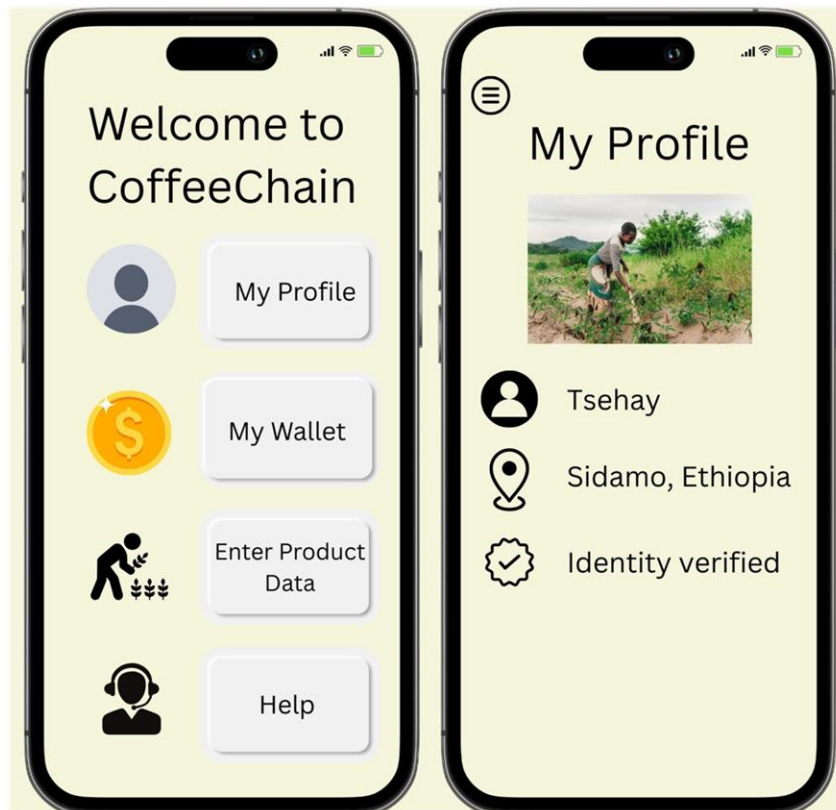 Welcome to
CoffeeChain
My Profile
My Wallet
Enter Product
Data
Help
My Profile
Tsehay
Sidamo, Ethiopia
Identity verified